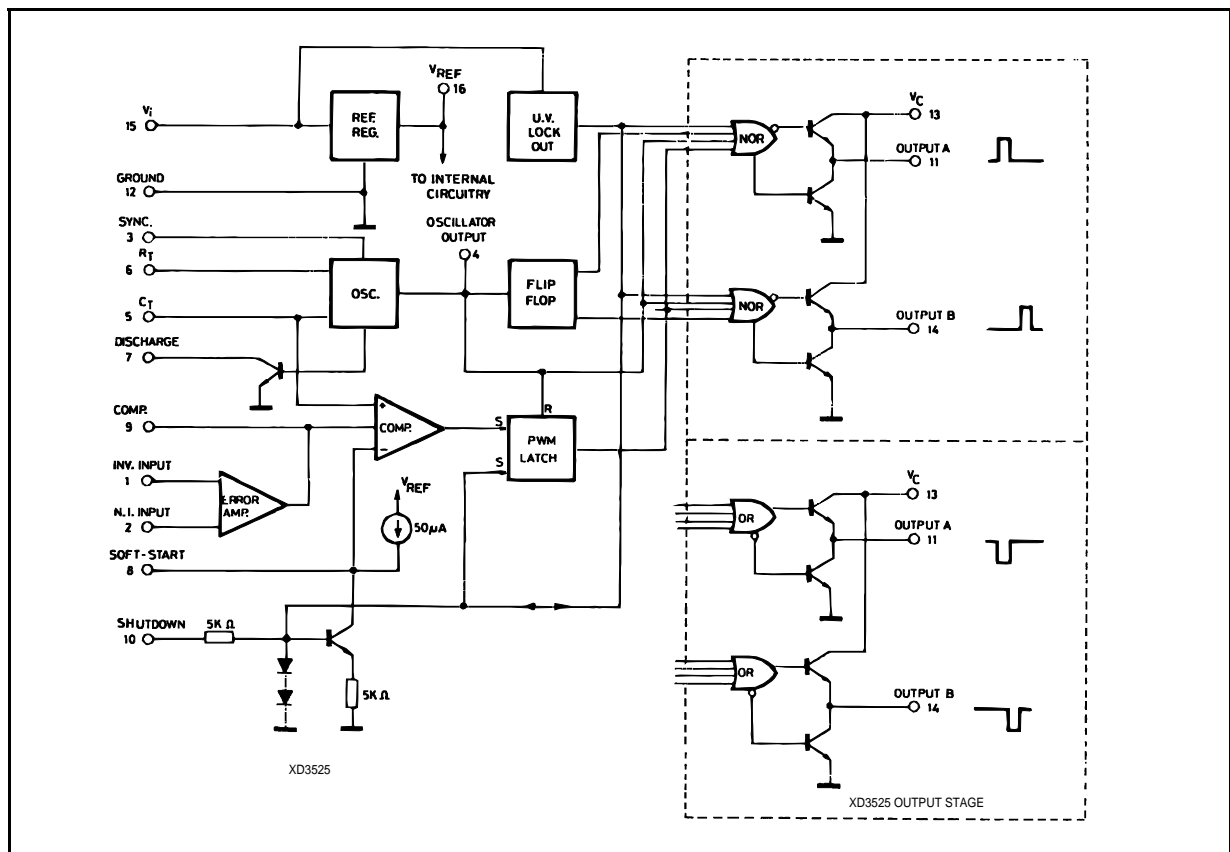 Vi
15
REF.
REG.
VREF
16
TO INTERNAL
CIRCUITRY
U.V.
LOCK
OUT
GROUND
12
SYNC.
3
RT
6
CT
5
DISCHARGE
7
OSC.
OSCILLATOR
OUTPUT
4
FLIP
FLOP
COMP.
9
INV. INPUT
1
N.I. INPUT
2
ERROR
AMP.
+
COMP.
−
S
S
R
PWM
LATCH
VREF
50µA
SOFT-START
8
SHUTDOWN
10
5K Ω
5K Ω
XD3525
NOR
VC
13
OUTPUT A
11
NOR
OUTPUT B
14
OR
VC
13
OUTPUT A
11
OR
OUTPUT B
14
XD3525 OUTPUT STAGE